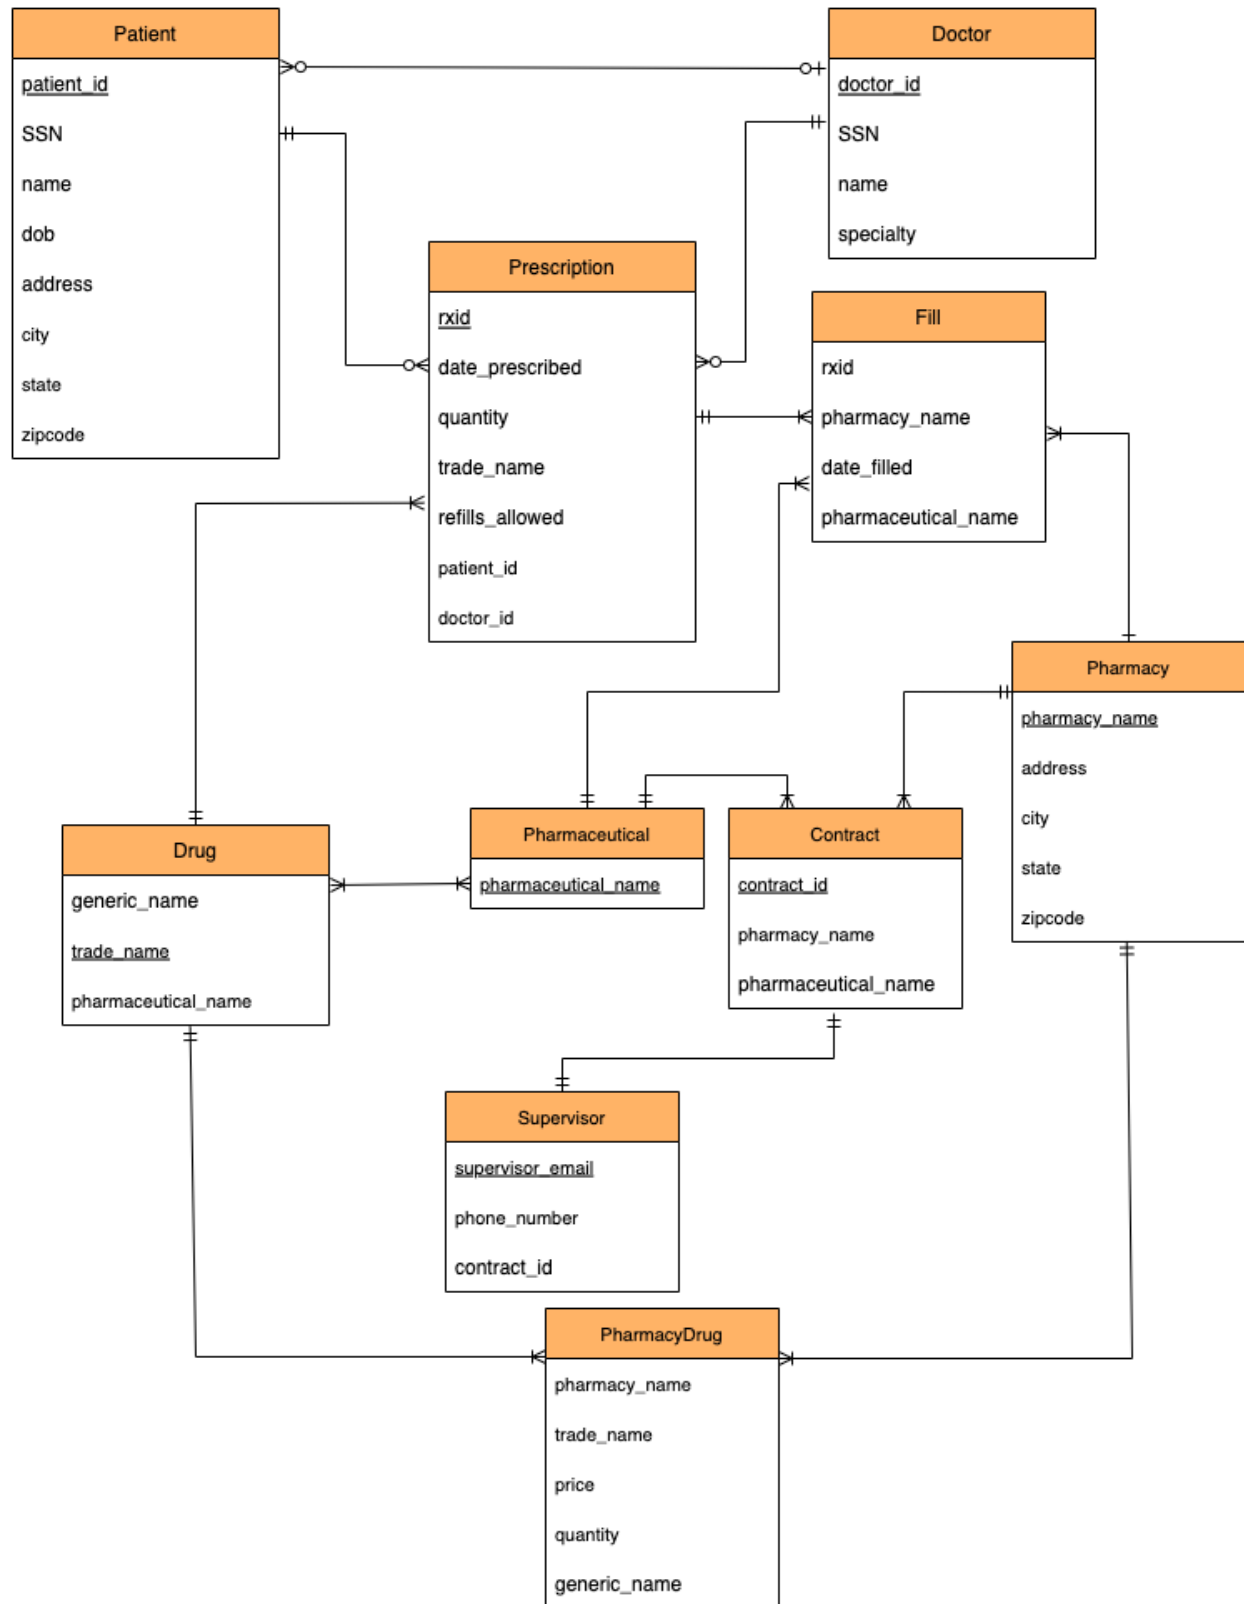 Patient
patient_id
SSN
name
dob
address
city
state
zipcode
Doctor
doctor_id
SSN
name
specialty
Prescription
rxid
date_prescribed
quantity
trade_name
refills_allowed
patient_id
doctor_id
Fill
rxid
pharmacy_name
date_filled
pharmaceutical_name
Pharmacy
pharmacy_name
address
city
state
zipcode
Drug
generic_name
trade_name
pharmaceutical_name
Pharmaceutical
pharmaceutical_name
Contract
contract_id
pharmacy_name
pharmaceutical_name
Supervisor
supervisor_email
phone_number
contract_id
PharmacyDrug
pharmacy_name
trade_name
price
quantity
generic_name